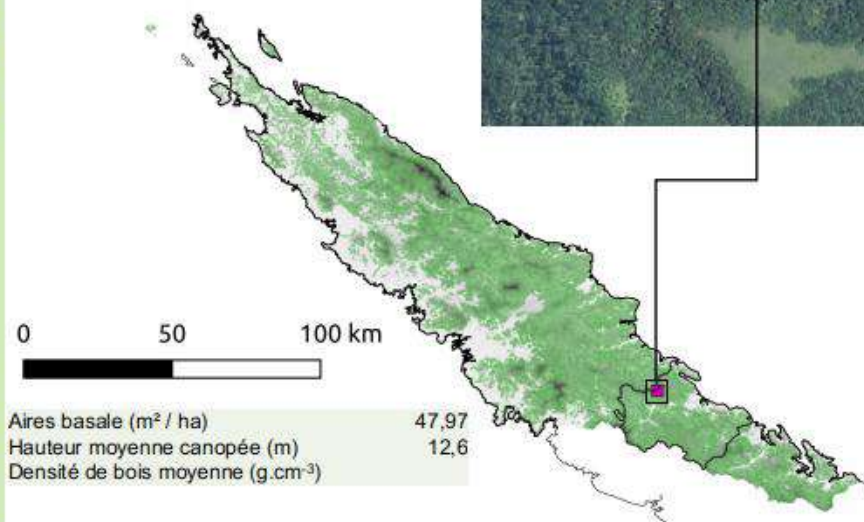 0 50 100 km
Aires basale (m² / ha) 47,97
Hauteur moyenne canopée (m) 12,6
Densité de bois moyenne (g.cm-³)